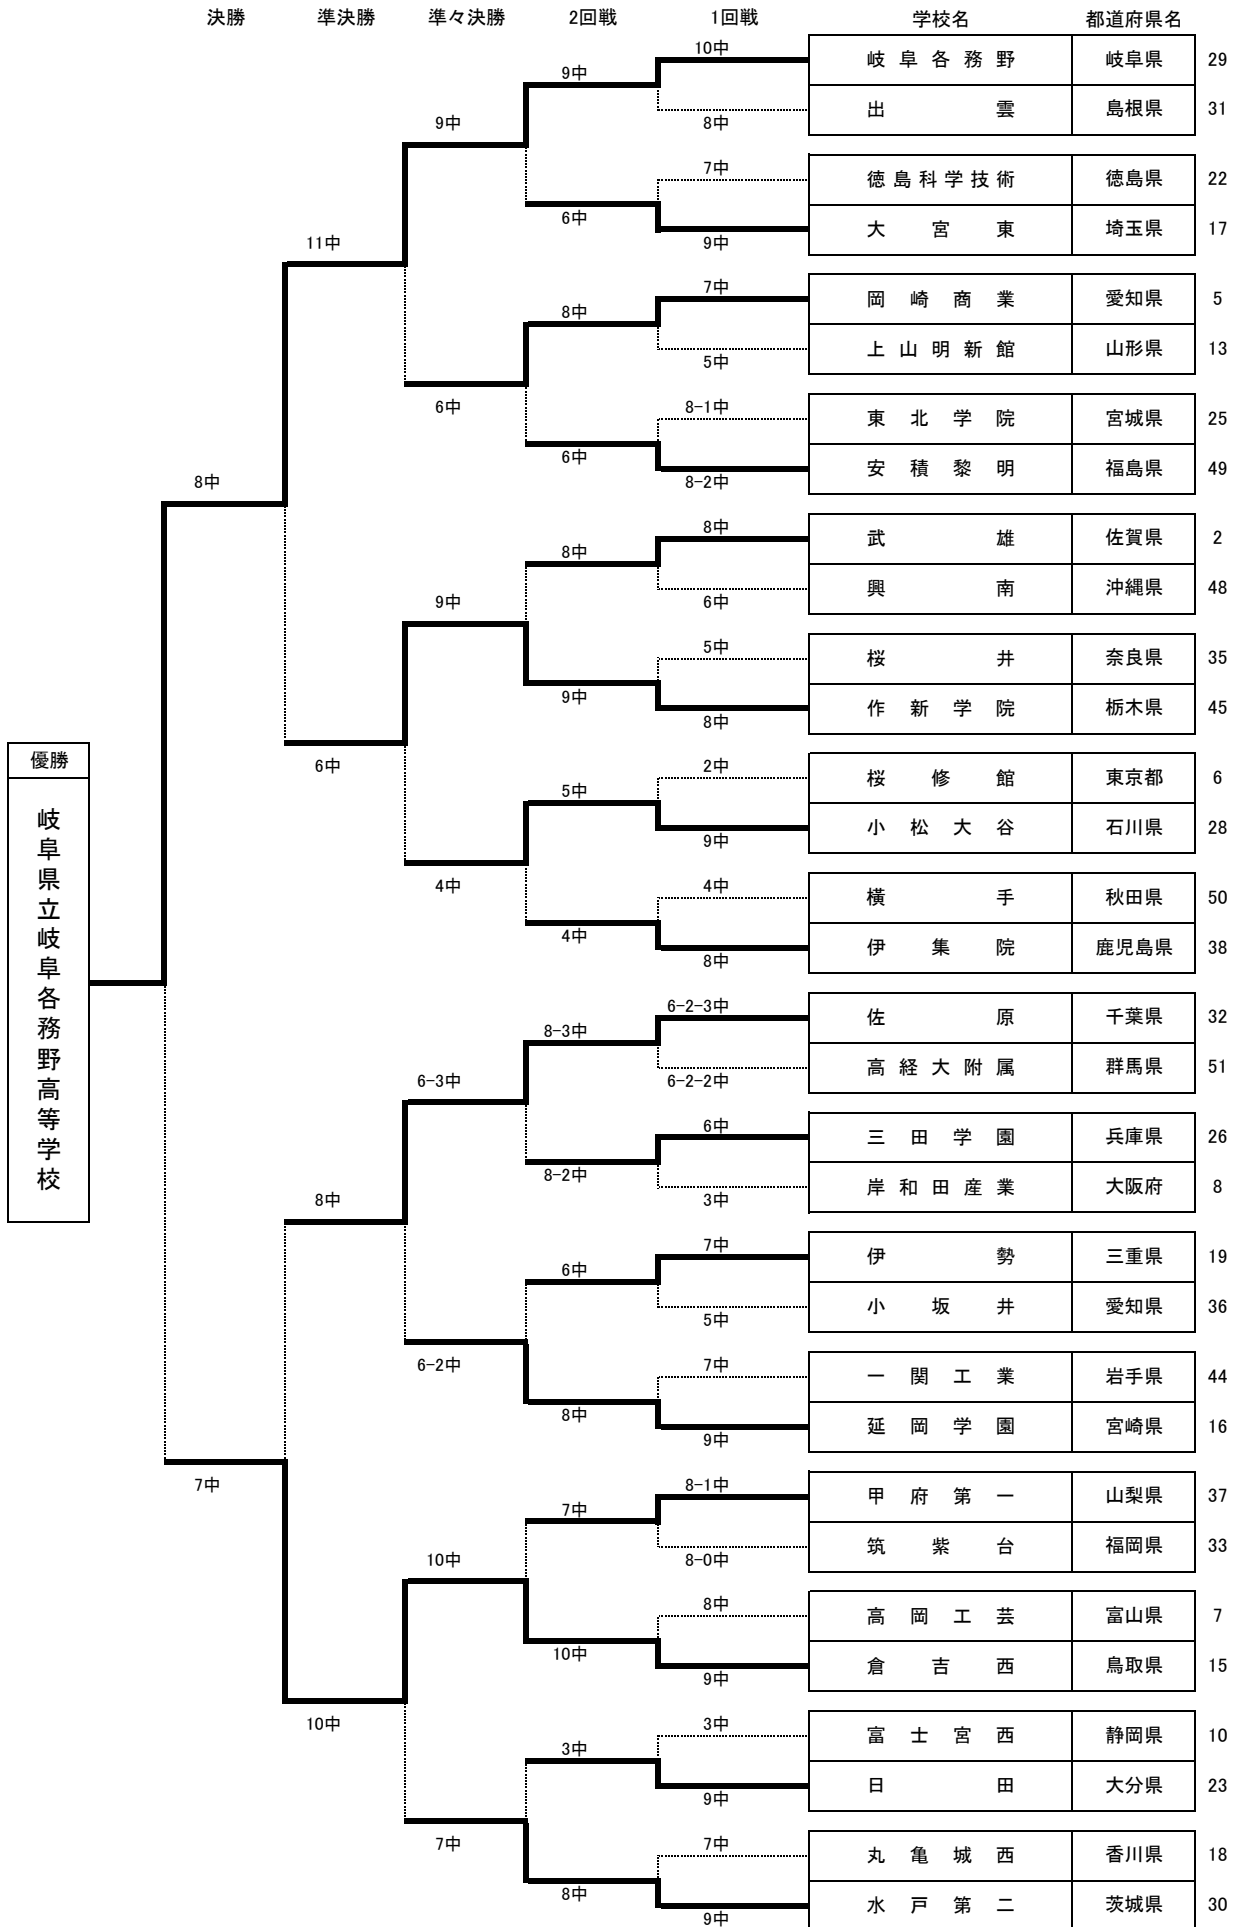 決勝 準決勝 準々決勝 2回戦 1回戦 学校名 都道府県名
10中
岐阜各務野 岐阜県 29
9中
出雲 島根県 31
9中 8中
7中
徳島科学技術 徳島県 22
6中
大宮東 埼玉県 17
11中 9中
7中
岡崎商業 愛知県 5
8中
上山明新館 山形県 13
5中
6中 8-1中
東北学院 宮城県 25
6中
安積黎明 福島県 49
8中 8-2中
8中
武雄 佐賀県 2
8中
興南 沖縄県 48
9中 6中
5中
桜井 奈良県 35
9中
作新学院 栃木県 45
8中
優勝
岐阜県立岐阜各務野高等学校
6中 2中
桜修館 東京都 6
5中
小松大谷 石川県 28
9中
4中 4中
横手 秋田県 50
4中
伊集院 鹿児島県 38
8中
6-2-3中
佐原 千葉県 32
8-3中
高経大附属 群馬県 51
6-3中 6-2-2中
6中
三田学園 兵庫県 26
8-2中
岸和田産業 大阪府 8
8中 3中
7中
伊勢 三重県 19
6中
小坂井 愛知県 36
5中
6-2中 7中
一関工業 岩手県 44
8中
延岡学園 宮崎県 16
9中
7中 8-1中
甲府第一 山梨県 37
7中
筑紫台 福岡県 33
10中 8-0中
8中
高岡工芸 富山県 7
10中
倉吉西 鳥取県 15
9中
10中 3中
富士宮西 静岡県 10
3中
日田 大分県 23
9中
7中 7中
丸亀城西 香川県 18
8中
水戸第二 茨城県 30
9中